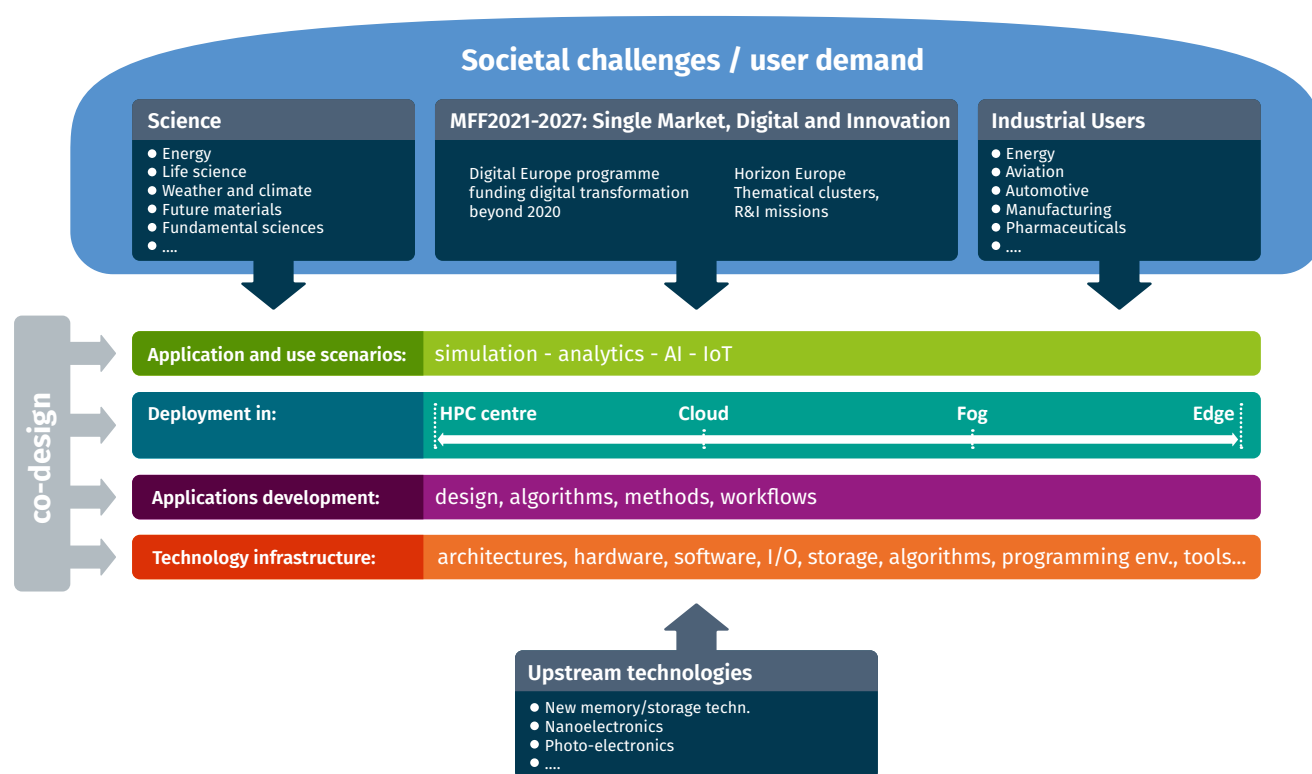 Societal challenges / user demand
Science
● Energy
● Life science
● Weather and climate
● Future materials
● Fundamental sciences
● ....
MFF2021-2027: Single Market, Digital and Innovation
Digital Europe programme
funding digital transformation
beyond 2020
Horizon Europe
Thematical clusters,
R&I missions
Industrial Users
● Energy
● Aviation
● Automotive
● Manufacturing
● Pharmaceuticals
● ....
co-design
Application and use scenarios: simulation - analytics - AI - IoT
Deployment in: HPC centre Cloud Fog Edge
Applications development: design, algorithms, methods, workflows
Technology infrastructure: architectures, hardware, software, I/O, storage, algorithms, programming env., tools...
Upstream technologies
● New memory/storage techn.
● Nanoelectronics
● Photo-electronics
● ....